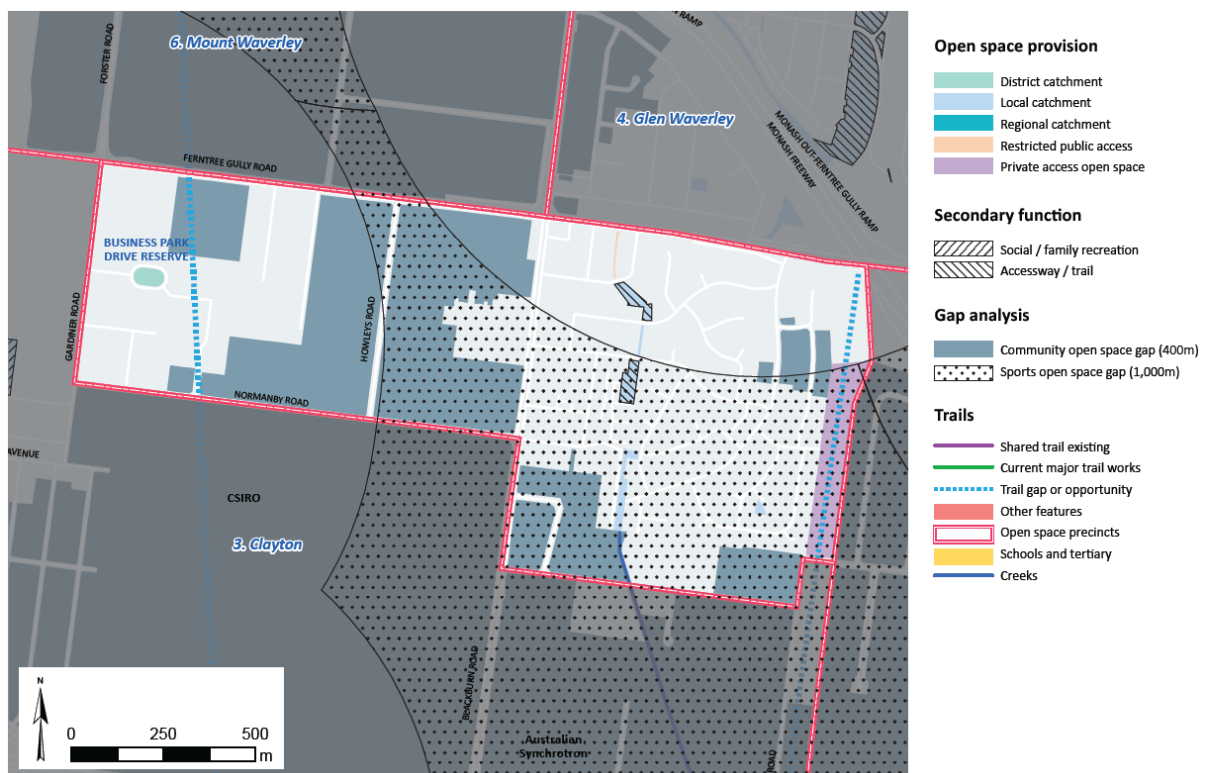 6. Mount Waverley
FORSTER ROAD
RAMP
4. Glen Waverley
MONASH OUT-FERNTREE GULLY RAMP
MONASH FREEWAY
FERNTREE GULLY ROAD
BUSINESS PARK
DRIVE RESERVE
GARDINER ROAD
HOWLEYS ROAD
NORMANBY ROAD
AVENUE
CSIRO
3. Clayton
BLACKBURN ROAD
Australian
Synchrotron
ROAD
N
0 250 500
m
Open space provision
District catchment
Local catchment
Regional catchment
Restricted public access
Private access open space
Secondary function
Social / family recreation
Accessway / trail
Gap analysis
Community open space gap (400m)
Sports open space gap (1,000m)
Trails
Shared trail existing
Current major trail works
Trail gap or opportunity
Other features
Open space precincts
Schools and tertiary
Creeks